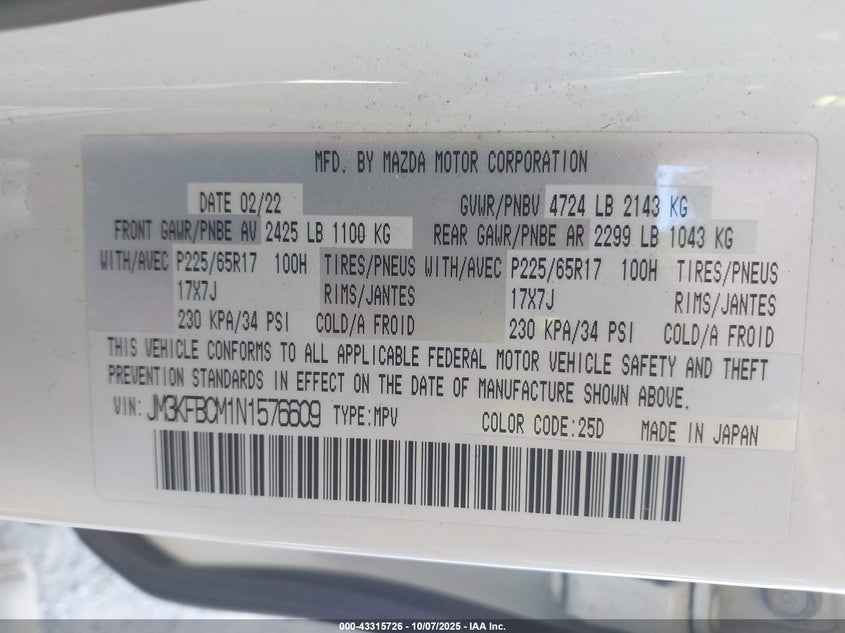 MFD. BY MAZDA MOTOR CORPORATION
DATE 02/22 GVWR/PNBV 4724 LB 2143 KG
FRONT GAWR/PNBE AV 2425 LB 1100 KG REAR GAWR/PNBE AR 2299 LB 1043 KG
WITH/AVEC P225/65R17 100H TIRES/PNEUS WITH/AVEC P225/65R17 100H TIRES/PNEUS
17X7J RIMS/JANTES 17X7J RIMS/JANTES
230 KPA/34 PSI COLD/A FROID 230 KPA/34 PSI COLD/A FROID
THIS VEHICLE CONFORMS TO ALL APPLICABLE FEDERAL MOTOR VEHICLE SAFETY AND THEFT
PREVENTION STANDARDS IN EFFECT ON THE DATE OF MANUFACTURE SHOWN ABOVE.
VIN: JM3KFBCM1N1576609 TYPE:MPV COLOR CODE:25D MADE IN JAPAN
000-43315726 - 10/07/2025 - IAA Inc.